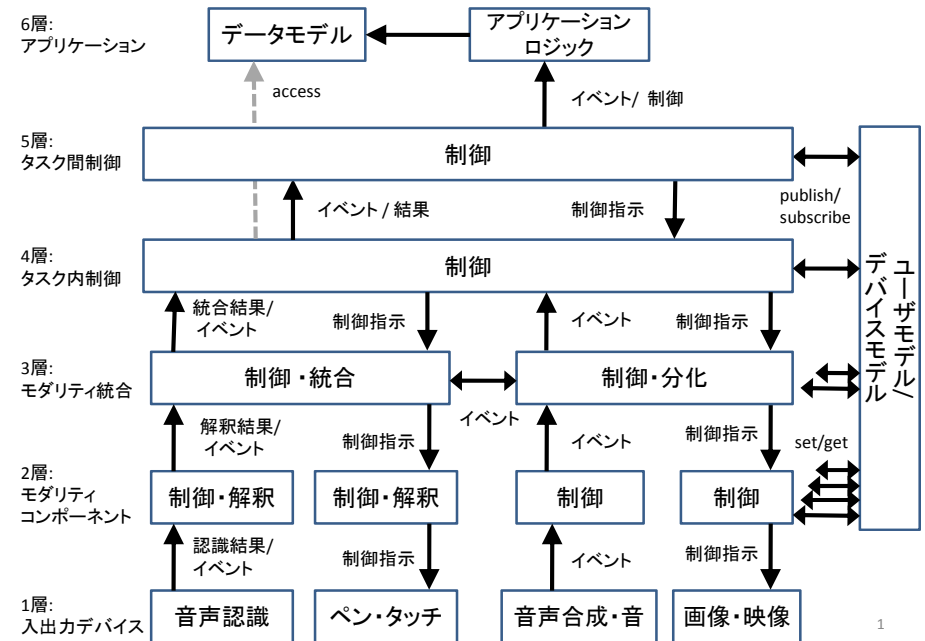 6層:
アプリケーション
データモデル
アプリケーション
ロジック
access
イベント/ 制御
5層:
タスク間制御
制御
publish/
subscribe
イベント / 結果
制御指示
4層:
タスク内制御
制御
統合結果/
イベント
制御指示
イベント
制御指示
ユーザモデル/
デバイスモデル
3層:
モダリティ統合
制御・統合
制御・分化
イベント
解釈結果/
イベント
制御指示
イベント
制御指示
set/get
2層:
モダリティ
コンポーネント
制御・解釈
制御・解釈
制御
制御
認識結果/
イベント
制御指示
イベント
制御指示
1層:
入出力デバイス
音声認識
ペン・タッチ
音声合成・音
画像・映像
1